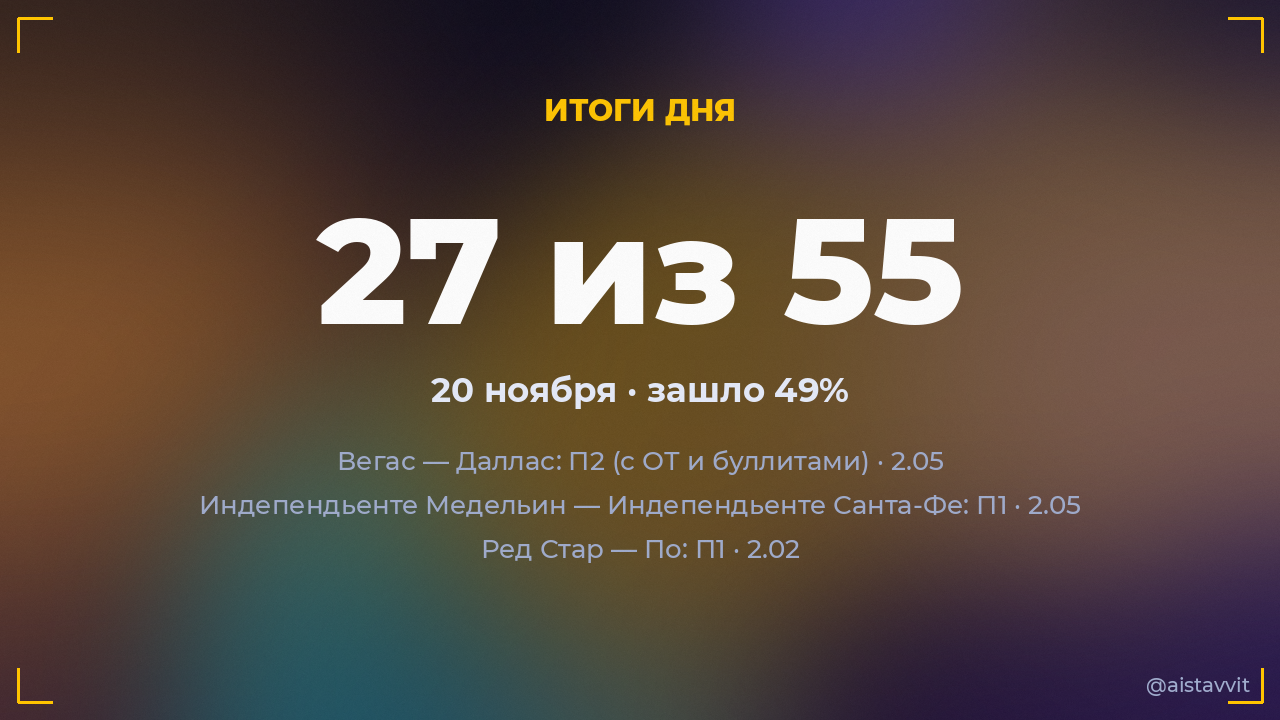 ИТОГИ ДНЯ
27 из 55
20 ноября · зашло 49%
Вегас — Даллас: П2 (с ОТ и буллитами) · 2.05
Индепендьенте Медельин — Индепендьенте Санта-Фе: П1 · 2.05
Ред Стар — По: П1 · 2.02
@aistavvit